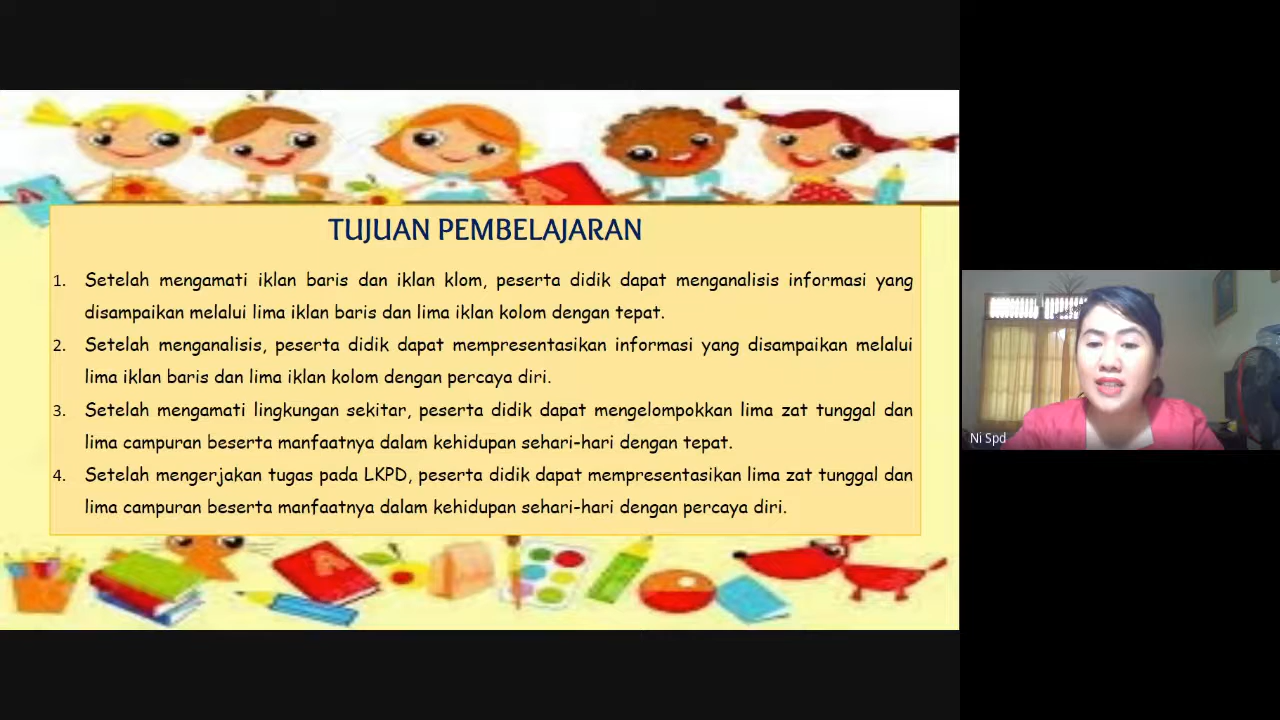 TUJUAN PEMBELAJARAN
1. Setelah mengamati iklan baris dan iklan klom, peserta didik dapat menganalisis informasi yang
disampaikan melalui lima iklan baris dan lima iklan kolom dengan tepat.
2. Setelah menganalisis, peserta didik dapat mempresentasikan informasi yang disampaikan melalui
lima iklan baris dan lima iklan kolom dengan percaya diri.
3. Setelah mengamati lingkungan sekitar, peserta didik dapat mengelompokkan lima zat tunggal dan
lima campuran beserta manfaatnya dalam kehidupan sehari-hari dengan tepat.
4. Setelah mengerjakan tugas pada LKPD, peserta didik dapat mempresentasikan lima zat tunggal dan
lima campuran beserta manfaatnya dalam kehidupan sehari-hari dengan percaya diri.
Ni Spd
A
A
A